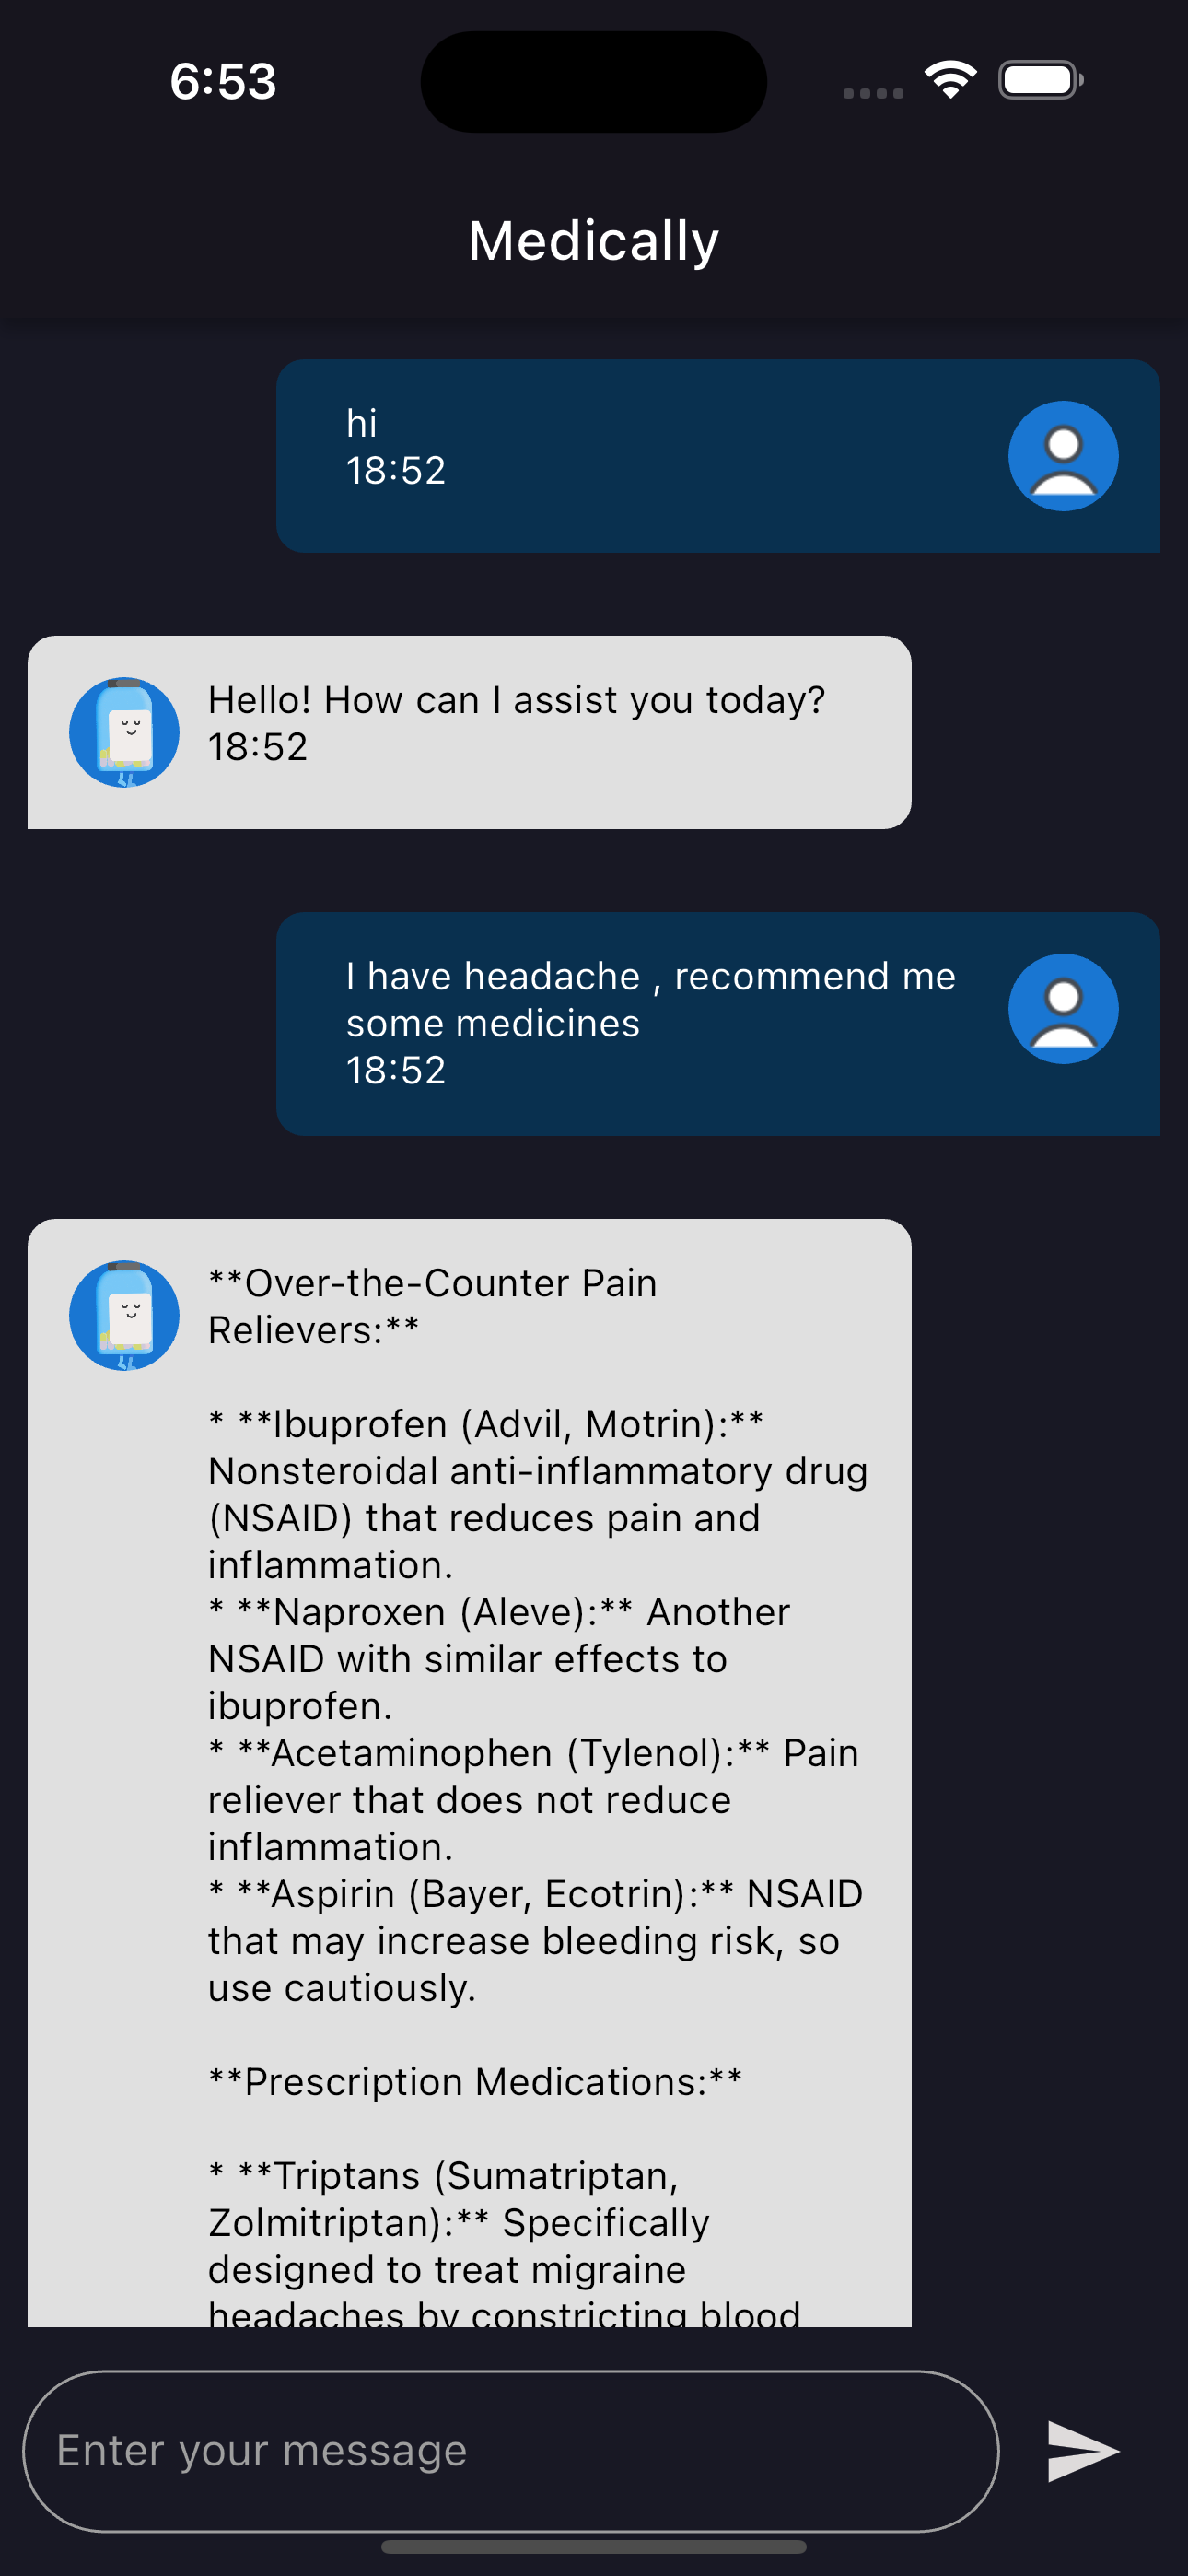 6:53
Medically
hi
18:52
Hello! How can I assist you today?
18:52
I have headache , recommend me
some medicines
18:52
**Over-the-Counter Pain
Relievers:**
* **Ibuprofen (Advil, Motrin):**
Nonsteroidal anti-inflammatory drug
(NSAID) that reduces pain and
inflammation.
* **Naproxen (Aleve):** Another
NSAID with similar effects to
ibuprofen.
* **Acetaminophen (Tylenol):** Pain
reliever that does not reduce
inflammation.
* **Aspirin (Bayer, Ecotrin):** NSAID
that may increase bleeding risk, so
use cautiously.
**Prescription Medications:**
* **Triptans (Sumatriptan,
Zolmitriptan):** Specifically
designed to treat migraine
headaches by constricting blood
Enter your message